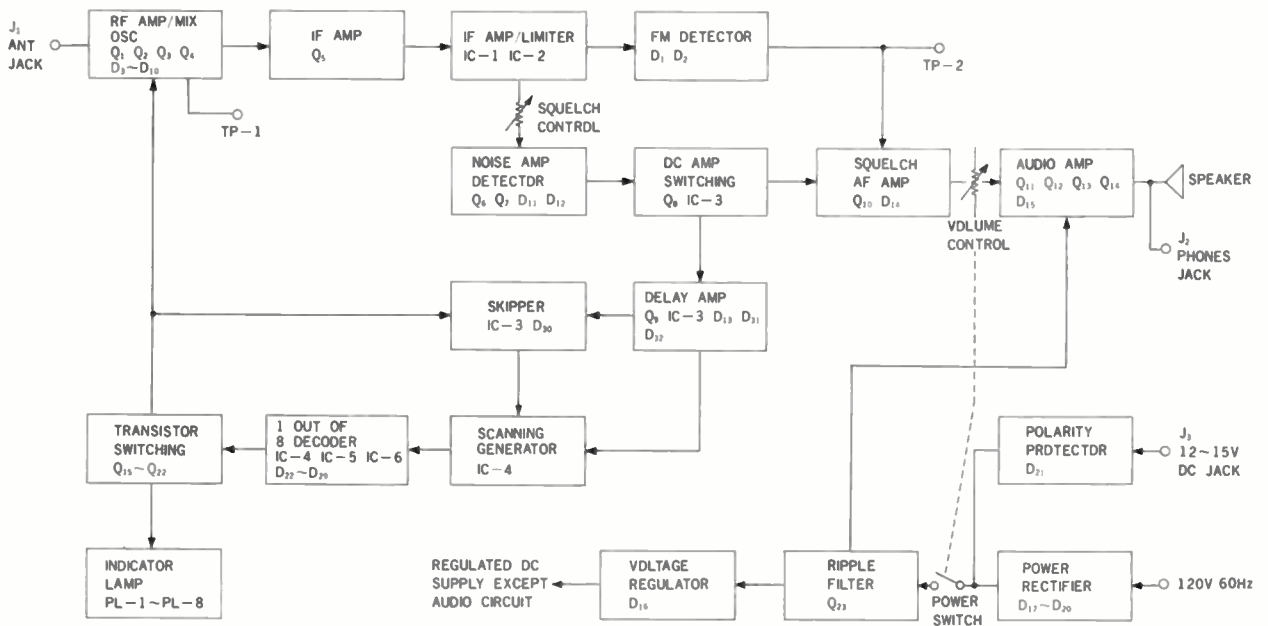 J₁
ANT
JACK
RF AMP/MIX
OSC
Q₁ Q₂ Q₃ Q₄
D₃~D₁₀
TP-1
IF AMP
Q₅
IF AMP/LIMITER
IC-1 IC-2
FM DETECTOR
D₁ D₂
TP-2
SQUELCH
CONTRDL
NOISE AMP
DETECTDR
Q₆ Q₇ D₁₁ D₁₂
DC AMP
SWITCHING
Q₈ IC-3
SQUELCH
AF AMP
Q₁₀ D₁₄
VDLUME
CONTROL
AUDIO AMP
Q₁₁ Q₁₂ Q₁₃ Q₁₄
D₁₅
SPEAKER
J₂
PHONES
JACK
SKIPPER
IC-3 D₃₀
DELAY AMP
Q₉ IC-3 D₁₃ D₃₁
D₃₂
TRANSISTOR
SWITCHING
Q₁₅~Q₂₂
1 OUT OF
8 DECODER
IC-4 IC-5 IC-6
D₂₂~D₂₉
SCANNING
GENERATOR
IC-4
POLARITY
PRDTECTDR
D₂₁
J₃
12~15V
DC JACK
INDICATOR
LAMP
PL-1~PL-8
REGULATED DC
SUPPLY EXCEPT
AUDIO CIRCUIT
VDLTAGE
REGULATOR
D₁₆
RIPPLE
FILTER
Q₂₃
POWER
SWITCH
POWER
RECTIFIER
D₁₇~D₂₀
120V 60Hz